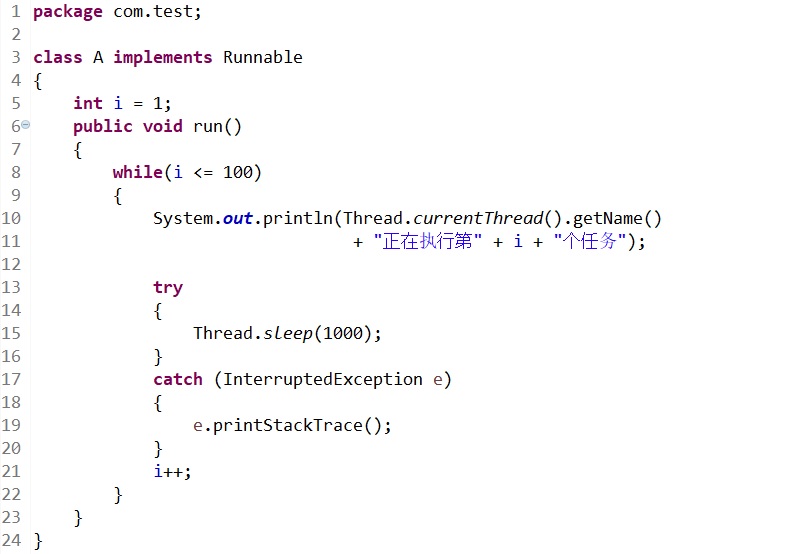 1 package com.test;
2
3 class A implements Runnable
4 {
5     int i = 1;
6     public void run()
7     {
8         while(i <= 100)
9         {
10             System.out.println(Thread.currentThread().getName()
11                                 + "正在执行第" + i + "个任务");
12
13             try
14             {
15                 Thread.sleep(1000);
16             }
17             catch (InterruptedException e)
18             {
19                 e.printStackTrace();
20             }
21             i++;
22         }
23     }
24 }